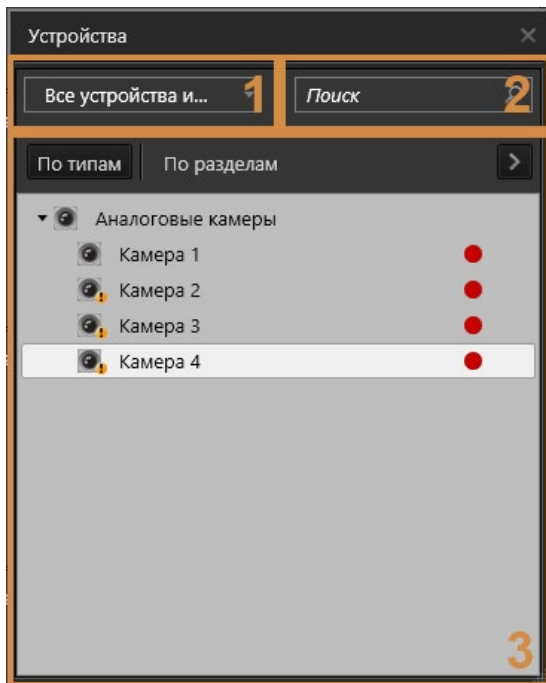 Устройства
Все устройства и... 1
Поиск 2
По типам По разделам
Аналоговые камеры
Камера 1
Камера 2
Камера 3
Камера 4
3